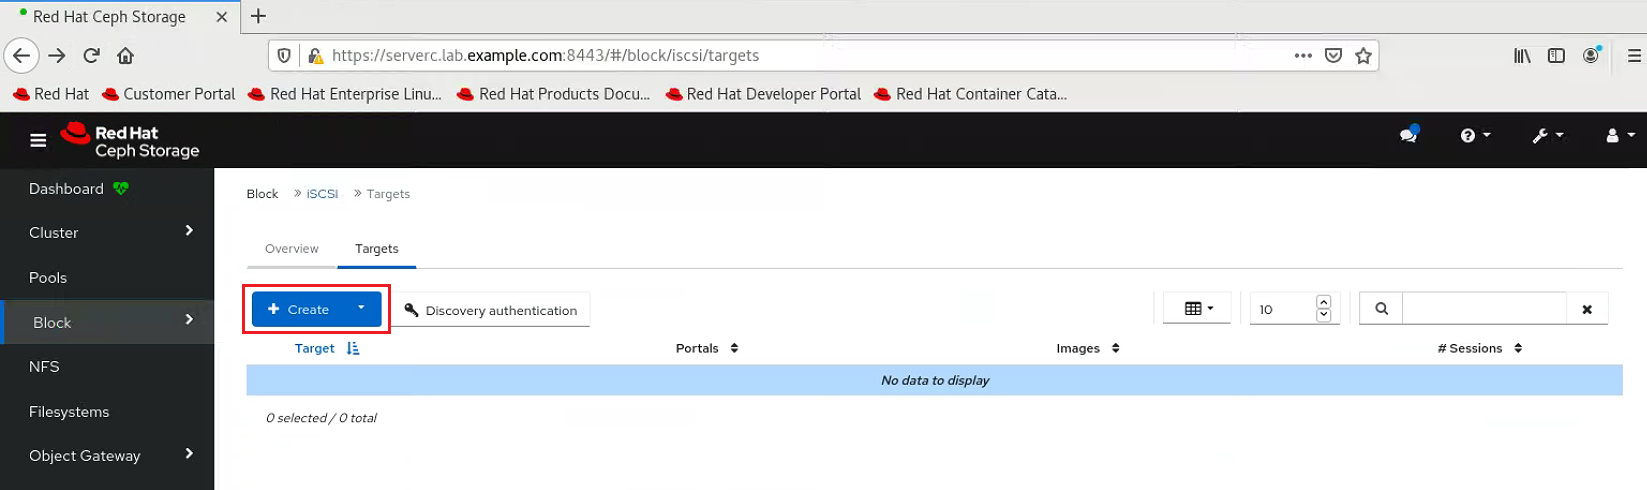 Red Hat Ceph Storage
https://serverc.lab.example.com:8443/#/block/iscsi/targets
Red Hat Customer Portal Red Hat Enterprise Linu... Red Hat Products Docu... Red Hat Developer Portal Red Hat Container Cata...
Red Hat
Ceph Storage
Dashboard
Cluster
Pools
Block
NFS
Filesystems
Object Gateway
Block » iSCSI » Targets
Overview Targets
Create Discovery authentication 10
Target Portals Images # Sessions
No data to display
0 selected / 0 total